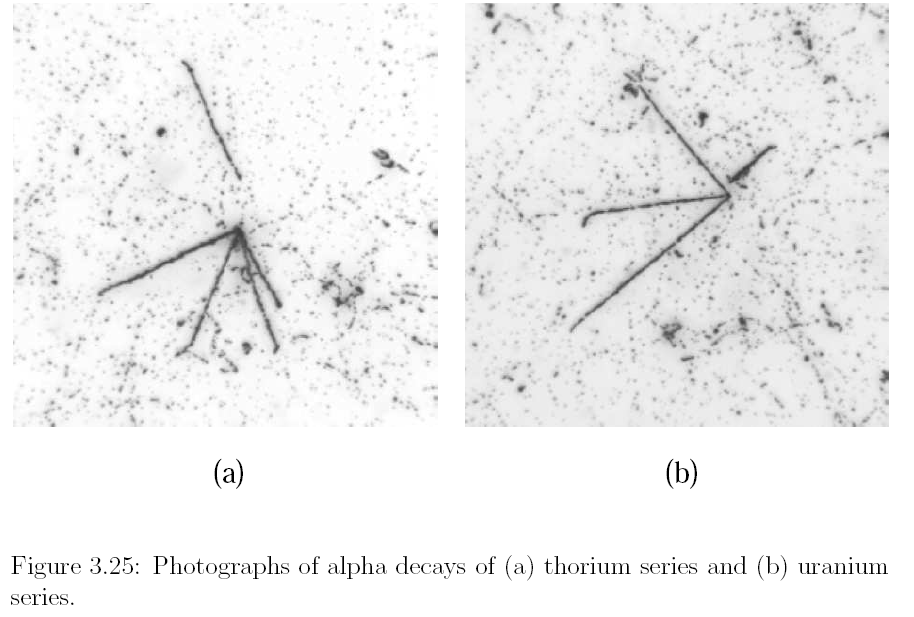 (a)
(b)
Figure 3.25: Photographs of alpha decays of (a) thorium series and (b) uranium
series.